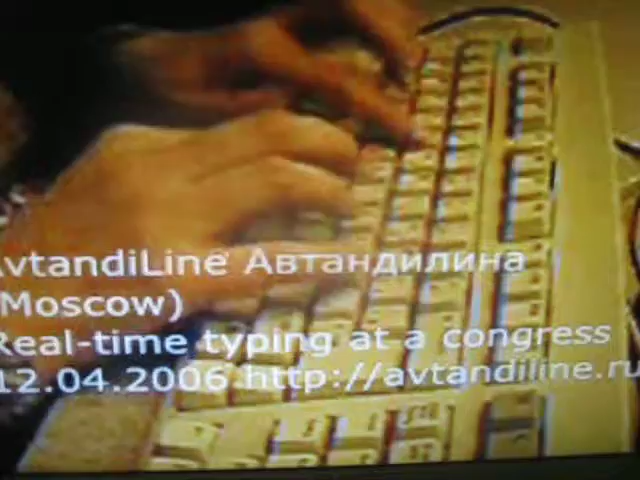 AvtandiLine Автандилина
(Moscow)
Real-time typing at a congress
12.04.2006 http://avtandiline.ru